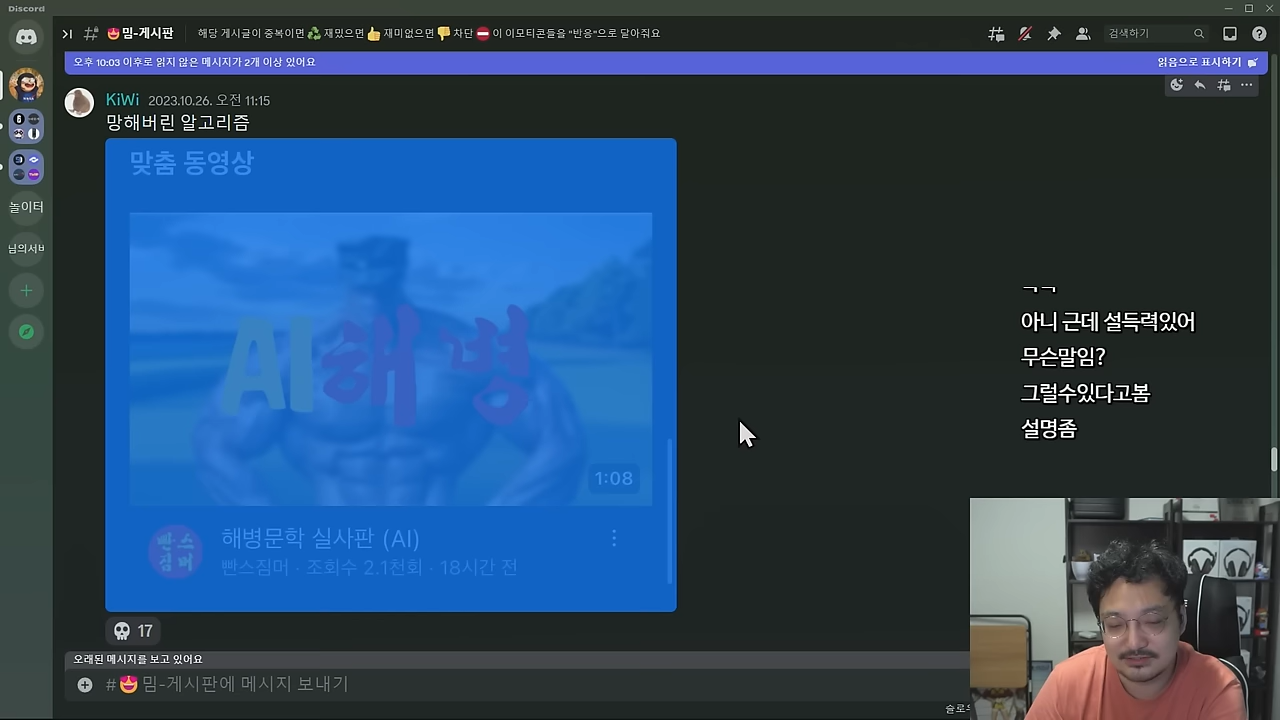 Discord
밈-게시판
해당 게시글이 중복이면 ♻️ 재밌으면 👍 재미없으면 👎 차단 ⛔ 이 이모티콘들을 "반응"으로 달아줘요
검색하기
오후 10:03 이후로 읽지 않은 메시지가 2개 이상 있어요
읽음으로 표시하기
KiWi 2023.10.26. 오전 11:15
망해버린 알고리즘
맞춤 동영상
AI해병
1:08
해병문학 실사판 (AI)
빤스짐머 · 조회수 2.1천회 · 18시간 전
빤스
짐머
17
놀이터
님의서버
아니 근데 설득력있어
무슨말임?
그럴수있다고봄
설명좀
오래된 메시지를 보고 있어요
#😍밈-게시판에 메시지 보내기